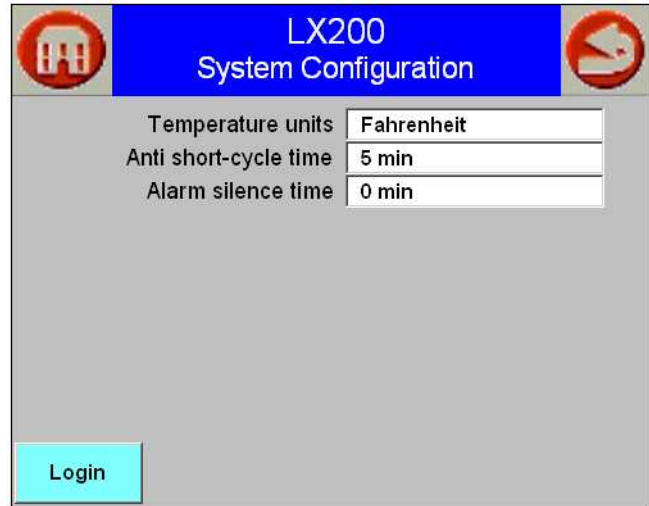 LX200
System Configuration
Temperature units Fahrenheit
Anti short-cycle time 5 min
Alarm silence time 0 min
Login